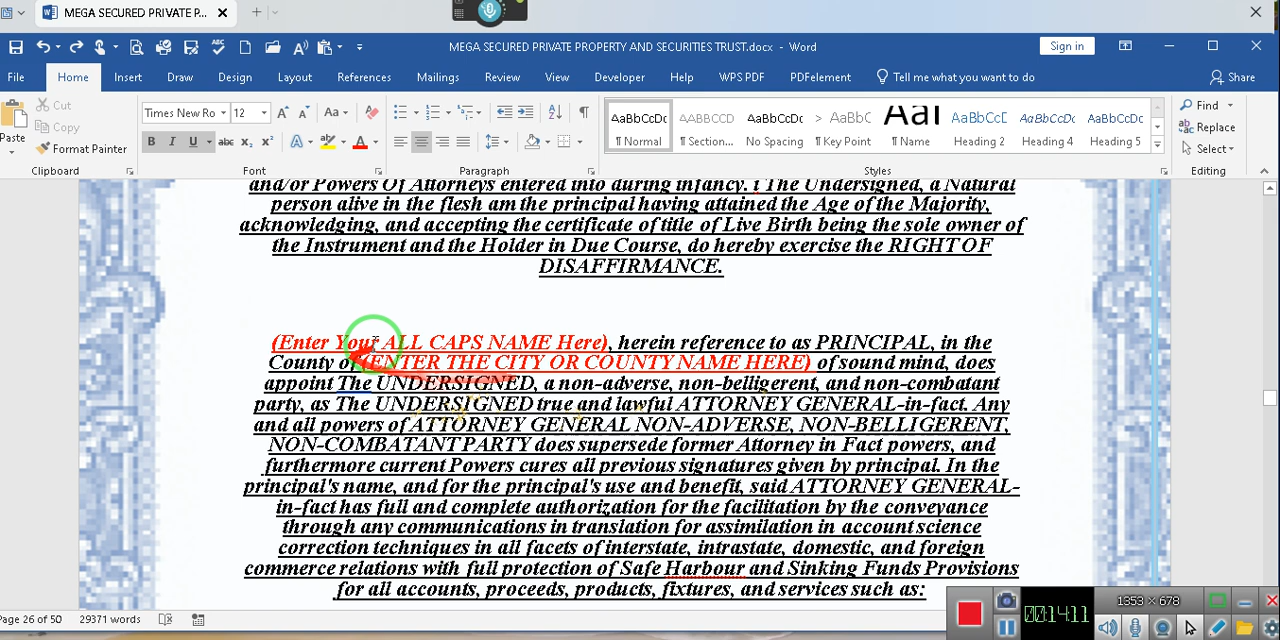 MEGA SECURED PRIVATE P...
MEGA SECURED PRIVATE PROPERTY AND SECURITIES TRUST.docx - Word
Sign in
File Home Insert Draw Design Layout References Mailings Review View Developer Help WPS PDF PDFelement Tell me what you want to do Share
Paste
Cut
Copy
Format Painter
Clipboard
Times New Ro 12
Font
Paragraph
AaBbCcDc AABBCCDD AaBbCcDc > AaBbC AaI AaBbCcD AaBbCcDc AaBbCcDc
¶ Normal ¶ Section... No Spacing ¶ Key Point ¶ Name Heading 2 Heading 4 Heading 5
Styles
Find
Replace
Select
Editing
and/or Powers Of Attorneys entered into during infancy. i The Undersigned, a Natural
person alive in the flesh am the principal having attained the Age of the Majority,
acknowledging, and accepting the certificate of title of Live Birth being the sole owner of
the Instrument and the Holder in Due Course, do hereby exercise the RIGHT OF
DISAFFIRMANCE.
(Enter Your ALL CAPS NAME Here), herein reference to as PRINCIPAL, in the
County of (ENTER THE CITY OR COUNTY NAME HERE) of sound mind, does
appoint The UNDERSIGNED, a non-adverse, non-belligerent, and non-combatant
party, as The UNDERSIGNED true and lawful ATTORNEY GENERAL-in-fact. Any
and all powers of ATTORNEY GENERAL NON-ADVERSE, NON-BELLIGERENT,
NON-COMBATANT PARTY does supersede former Attorney in Fact powers, and
furthermore current Powers cures all previous signatures given by principal. In the
principal's name, and for the principal's use and benefit, said ATTORNEY GENERAL-
in-fact has full and complete authorization for the facilitation by the conveyance
through any communications in translation for assimilation in account science
correction techniques in all facets of interstate, intrastate, domestic, and foreign
commerce relations with full protection of Safe Harbour and Sinking Funds Provisions
for all accounts, proceeds, products, fixtures, and services such as:
Page 26 of 50 29371 words
00:14:11
1353 × 678